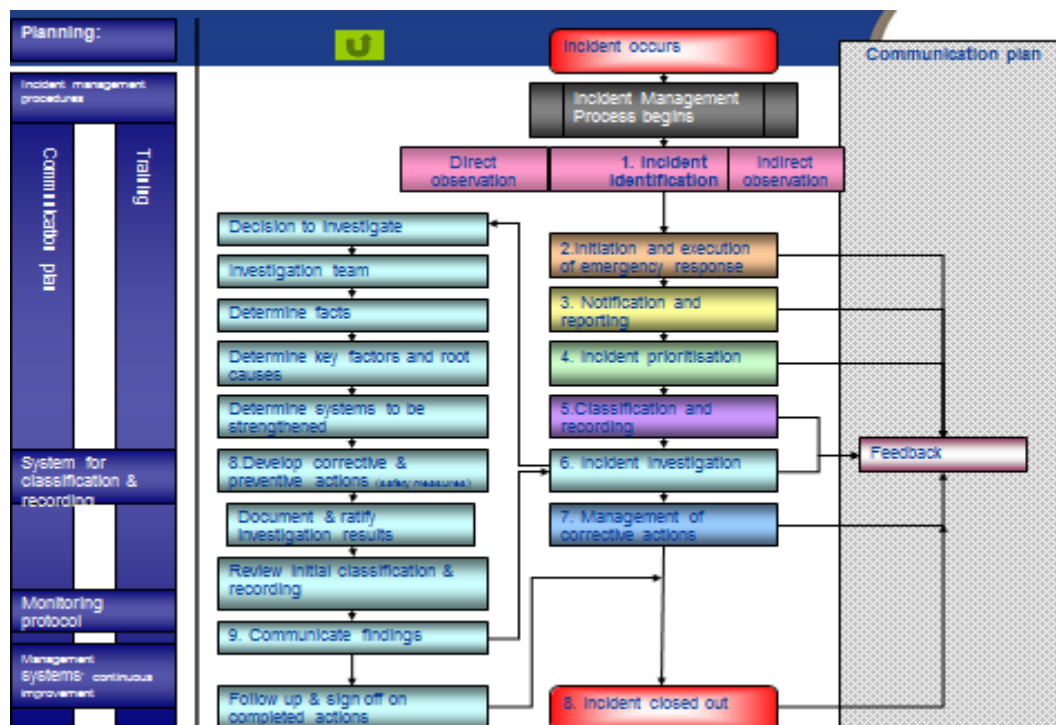 Planning:
Incident management
procedures
Communication plan
Training
System for
classification &
recording
Monitoring
protocol
Management
systems- continuous
improvement
Incident occurs
Incident Management
Process begins
Direct
observation
1. Incident
identification
Indirect
observation
2.Initiation and execution
of emergency response
3. Notification and
reporting
4. Incident prioritisation
5.Classification and
recording
6. Incident investigation
7. Management of
corrective actions
8. Incident closed out
Decision to investigate
Investigation team
Determine facts
Determine key factors and root
causes
Determine systems to be
strengthened
8.Develop corrective &
preventive actions (safety measures)
Document & ratify
investigation results
Review initial classification &
recording
9. Communicate findings
Follow up & sign off on
completed actions
Communication plan
Feedback